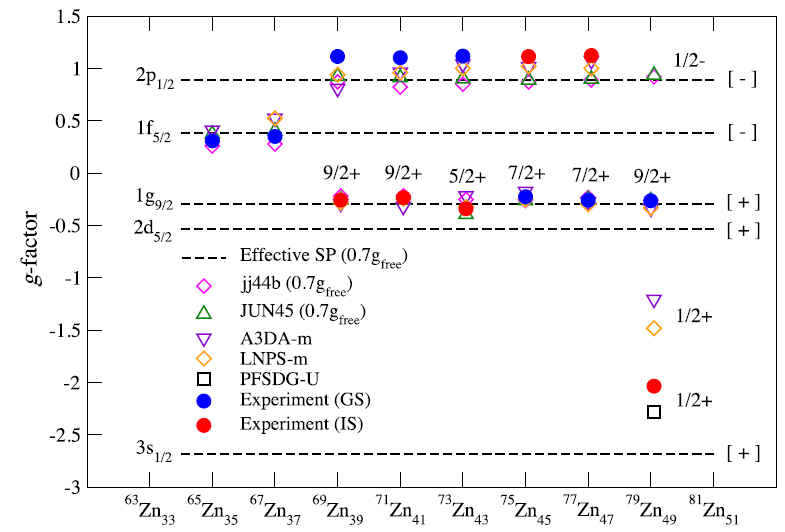 1.5
1
0.5
0
-0.5
-1
-1.5
-2
-2.5
-3
g-factor
2p1/2
1f5/2
1g9/2
2d5/2
3s1/2
1/2-
[ - ]
[ - ]
9/2+ 9/2+ 5/2+ 7/2+ 7/2+ 9/2+
[ + ]
[ + ]
Effective SP (0.7gfree)
jj44b (0.7gfree)
JUN45 (0.7gfree)
A3DA-m
LNPS-m
PFSDG-U
Experiment (GS)
Experiment (IS)
1/2+
1/2+
[ + ]
63Zn33 65Zn35 67Zn37 69Zn39 71Zn41 73Zn43 75Zn45 77Zn47 79Zn49 81Zn51